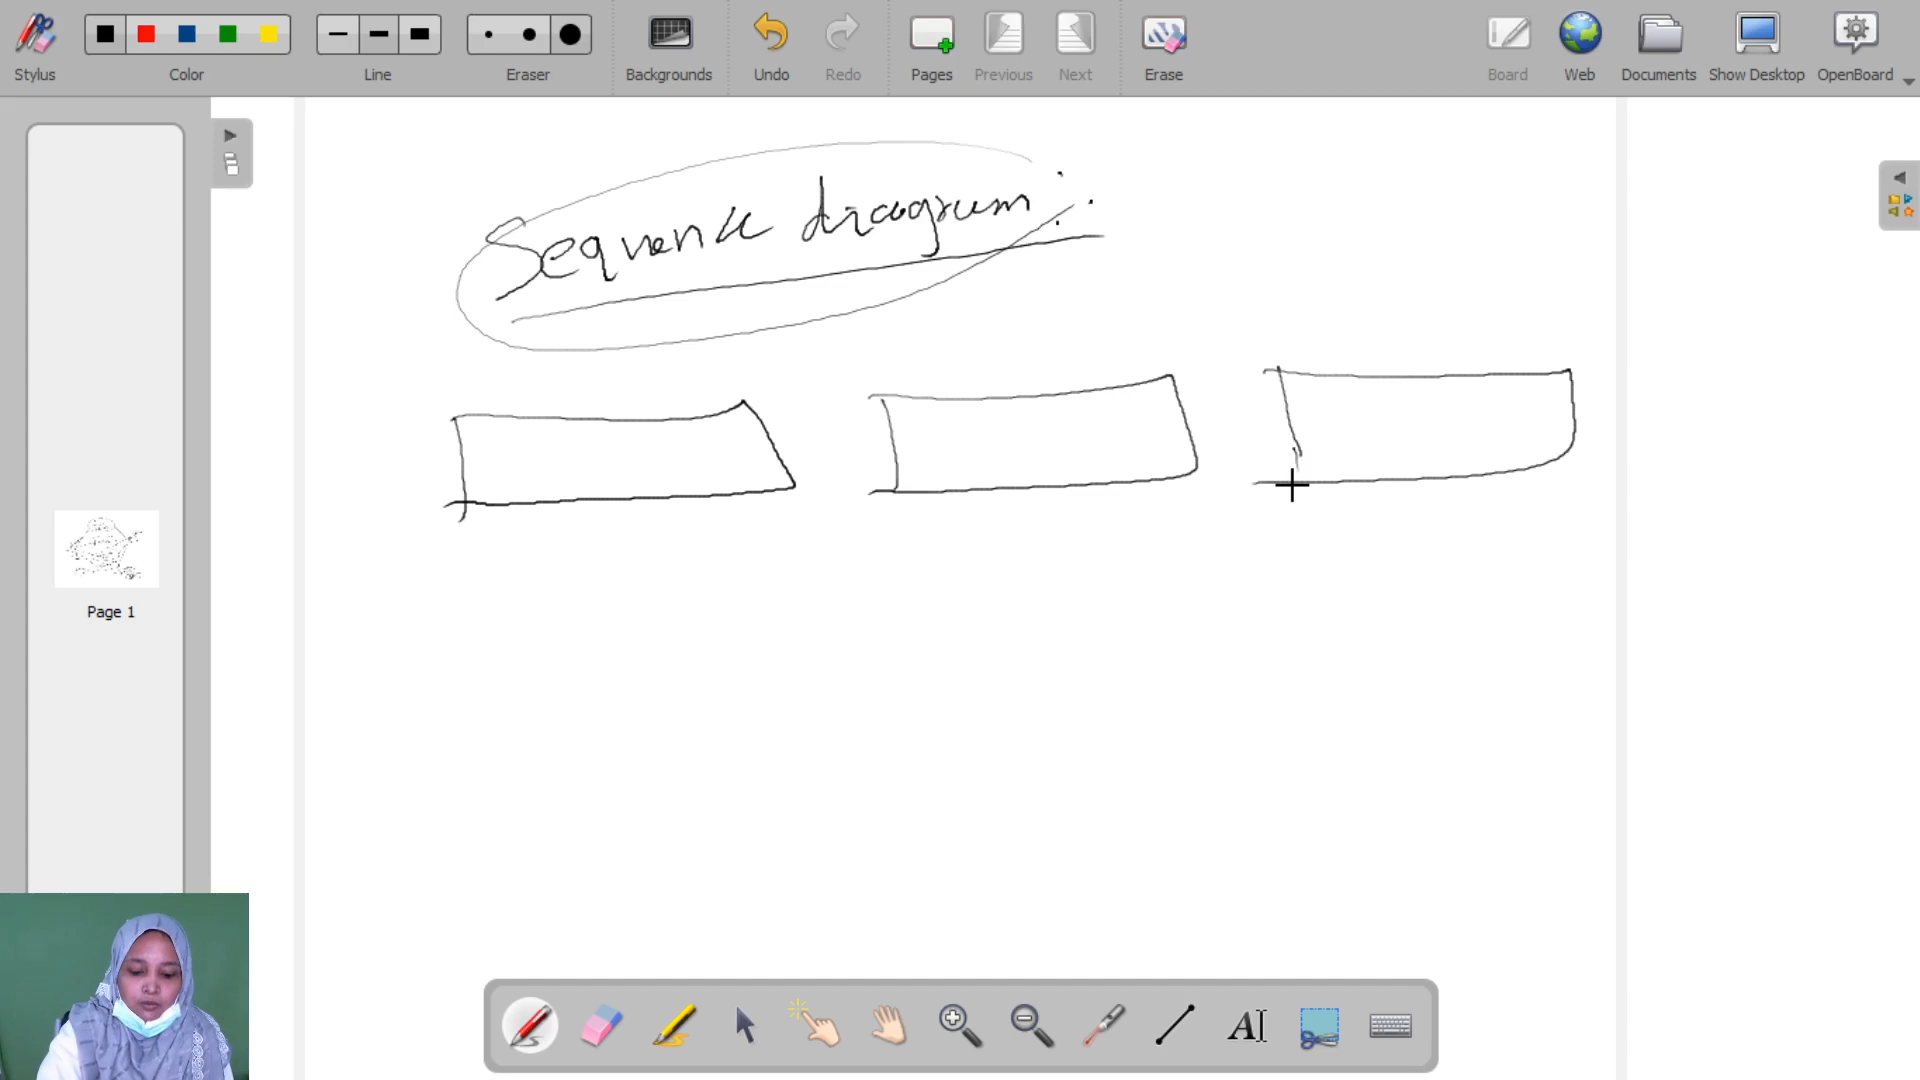 Stylus
Color
Line
Eraser
Backgrounds
Undo
Redo
Pages
Previous
Next
Erase
Board
Web
Documents
Show Desktop
OpenBoard
Sequence diagram :.
Page 1
A